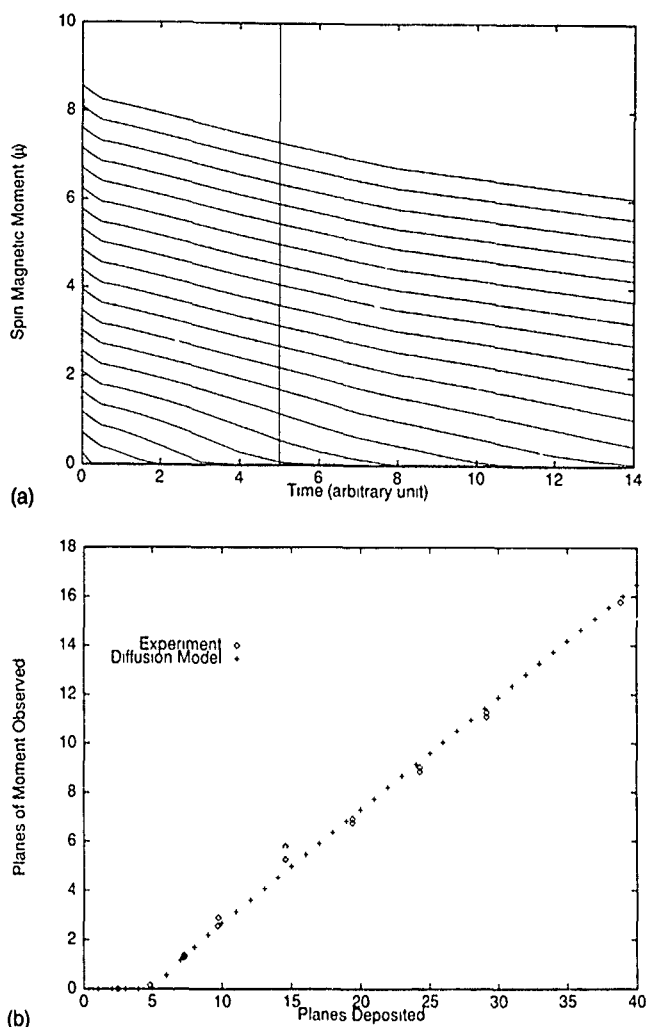 10
8
6
4
2
0
Spin Magnetic Moment (μ)
0 2 4 6 8 10 12 14
Time (arbitrary unit)
(a)
18
16
14
12
10
8
6
4
2
0
Planes of Moment Observed
Experiment
Diffusion Model
0 5 10 15 20 25 30 35 40
Planes Deposited
(b)